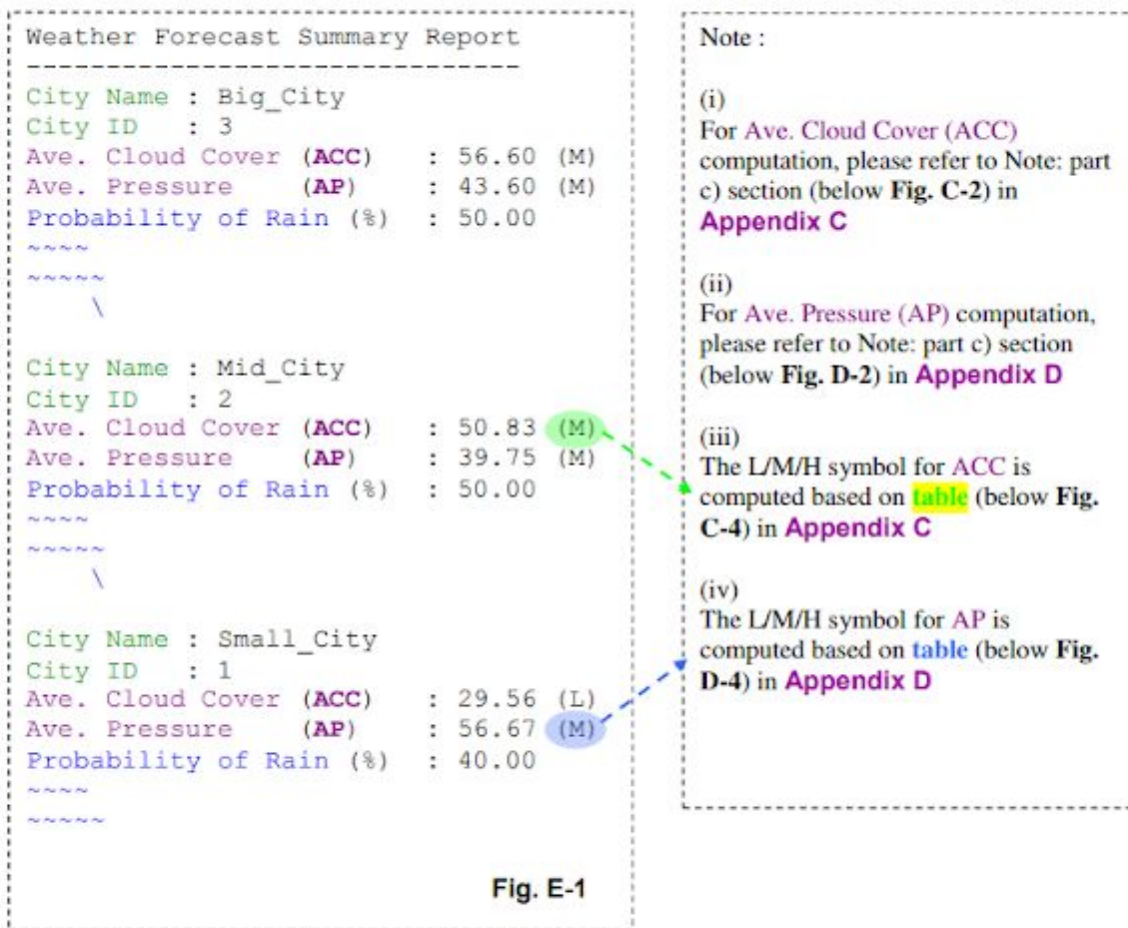 Weather Forecast Summary Report
-------------------------------
City Name : Big_City
City ID   : 3
Ave. Cloud Cover (ACC)    : 56.60 (M)
Ave. Pressure    (AP)     : 43.60 (M)
Probability of Rain (%)   : 50.00
~~~~
~~~~~
    \
City Name : Mid_City
City ID   : 2
Ave. Cloud Cover (ACC)    : 50.83 (M)
Ave. Pressure    (AP)     : 39.75 (M)
Probability of Rain (%)   : 50.00
~~~~
~~~~~
    \
City Name : Small_City
City ID   : 1
Ave. Cloud Cover (ACC)    : 29.56 (L)
Ave. Pressure    (AP)     : 56.67 (M)
Probability of Rain (%)   : 40.00
~~~~
~~~~~
Fig. E-1
Note :
(i)
For Ave. Cloud Cover (ACC)
computation, please refer to Note: part
c) section (below Fig. C-2) in
Appendix C
(ii)
For Ave. Pressure (AP) computation,
please refer to Note: part c) section
(below Fig. D-2) in Appendix D
(iii)
The L/M/H symbol for ACC is
computed based on table (below Fig.
C-4) in Appendix C
(iv)
The L/M/H symbol for AP is
computed based on table (below Fig.
D-4) in Appendix D